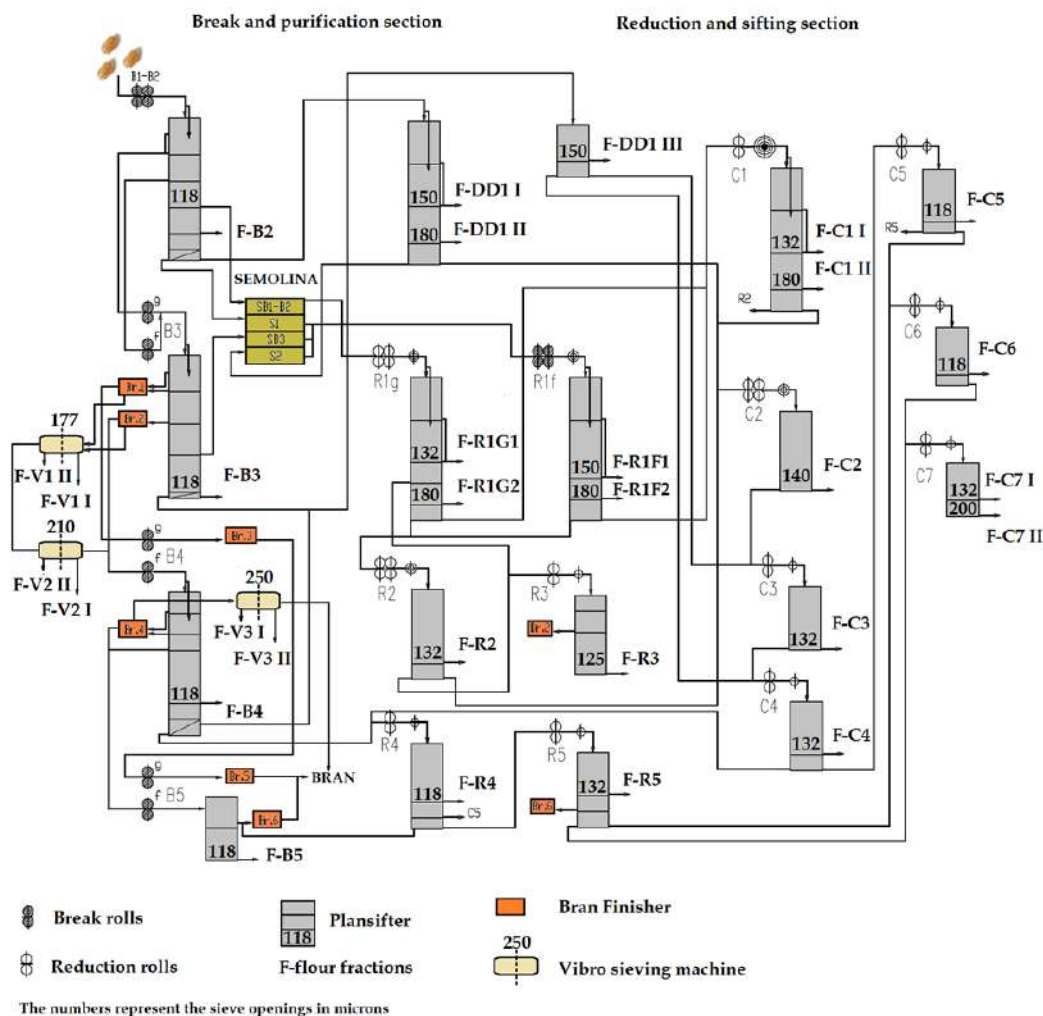 Break and purification section
Reduction and sifting section
B1-B2
118
F-B2
150
F-DD1 I
180
F-DD1 II
150
F-DD1 III
C1
132
F-C1 I
180
F-C1 II
R2
C5
118
F-C5
R5
SEMOLINA
SB1-B2
S1
SB3
S2
g
f B3
Br.1
Br.2
118
F-B3
177
F-V1 II
F-V1 I
210
F-V2 II
F-V2 I
R1g
132
F-R1G1
180
F-R1G2
R1f
150
F-R1F1
180
F-R1F2
C2
140
F-C2
C6
118
F-C6
C7
132
F-C7 I
200
F-C7 II
g
f B4
Br.3
Br.4
250
F-V3 I
F-V3 II
118
F-B4
R2
132
F-R2
R3
Br.2
125
F-R3
C3
132
F-C3
C4
132
F-C4
g
f B5
Br.5
BRAN
Br.6
118
F-B5
R4
118
F-R4
C5
R5
132
F-R5
Br.6
Break rolls
Reduction rolls
118
Plansifter
F-flour fractions
Bran Finisher
250
Vibro sieving machine
The numbers represent the sieve openings in microns